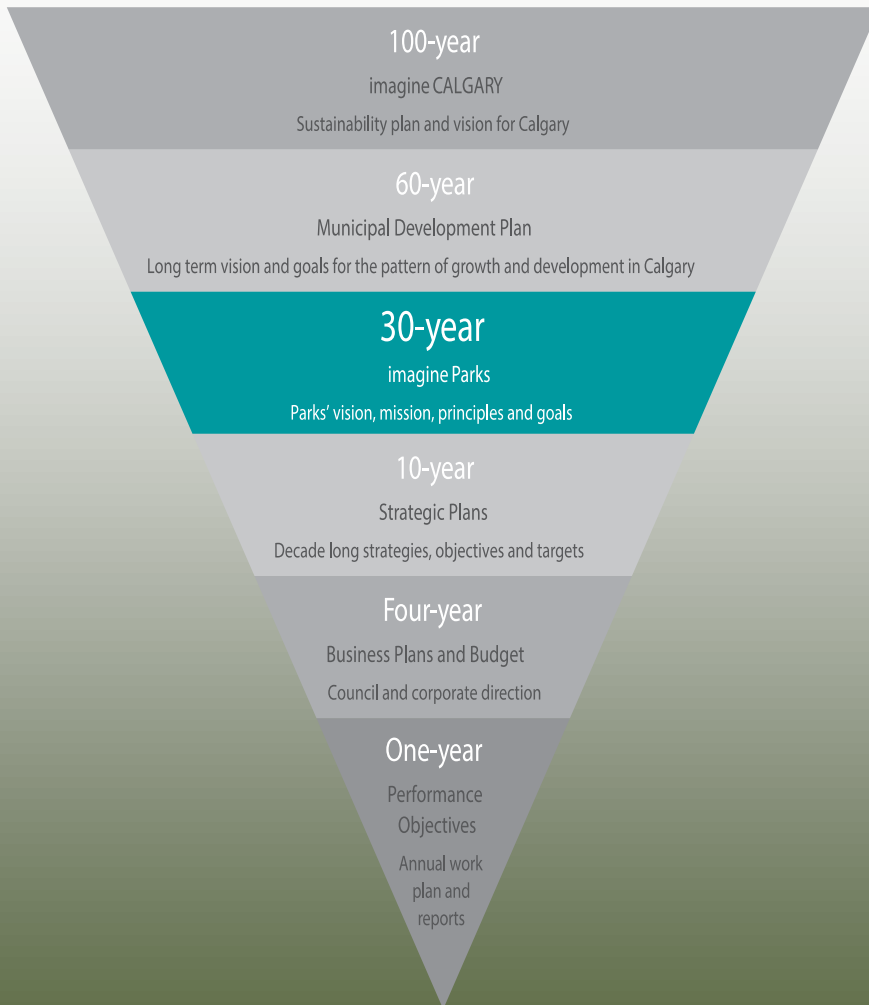 100-year
imagine CALGARY
Sustainability plan and vision for Calgary
60-year
Municipal Development Plan
Long term vision and goals for the pattern of growth and development in Calgary
30-year
imagine Parks
Parks' vision, mission, principles and goals
10-year
Strategic Plans
Decade long strategies, objectives and targets
Four-year
Business Plans and Budget
Council and corporate direction
One-year
Performance
Objectives
Annual work
plan and
reports